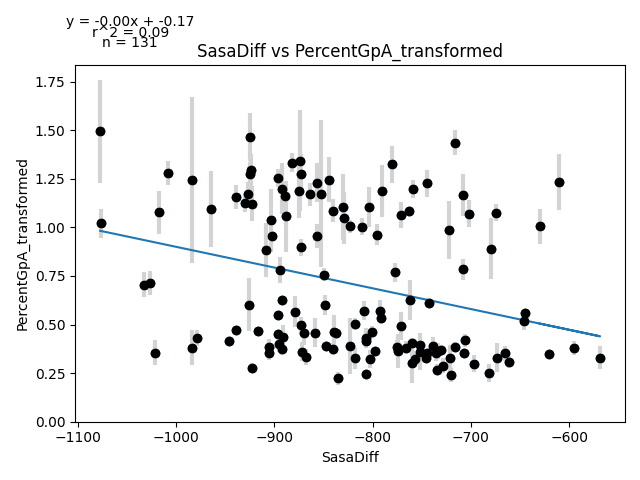 y = -0.00x + -0.17
r^2 = 0.09
n = 131
SasaDiff vs PercentGpA_transformed
PercentGpA_transformed
1.75
1.50
1.25
1.00
0.75
0.50
0.25
0.00
−1100 −1000 −900 −800 −700 −600
SasaDiff